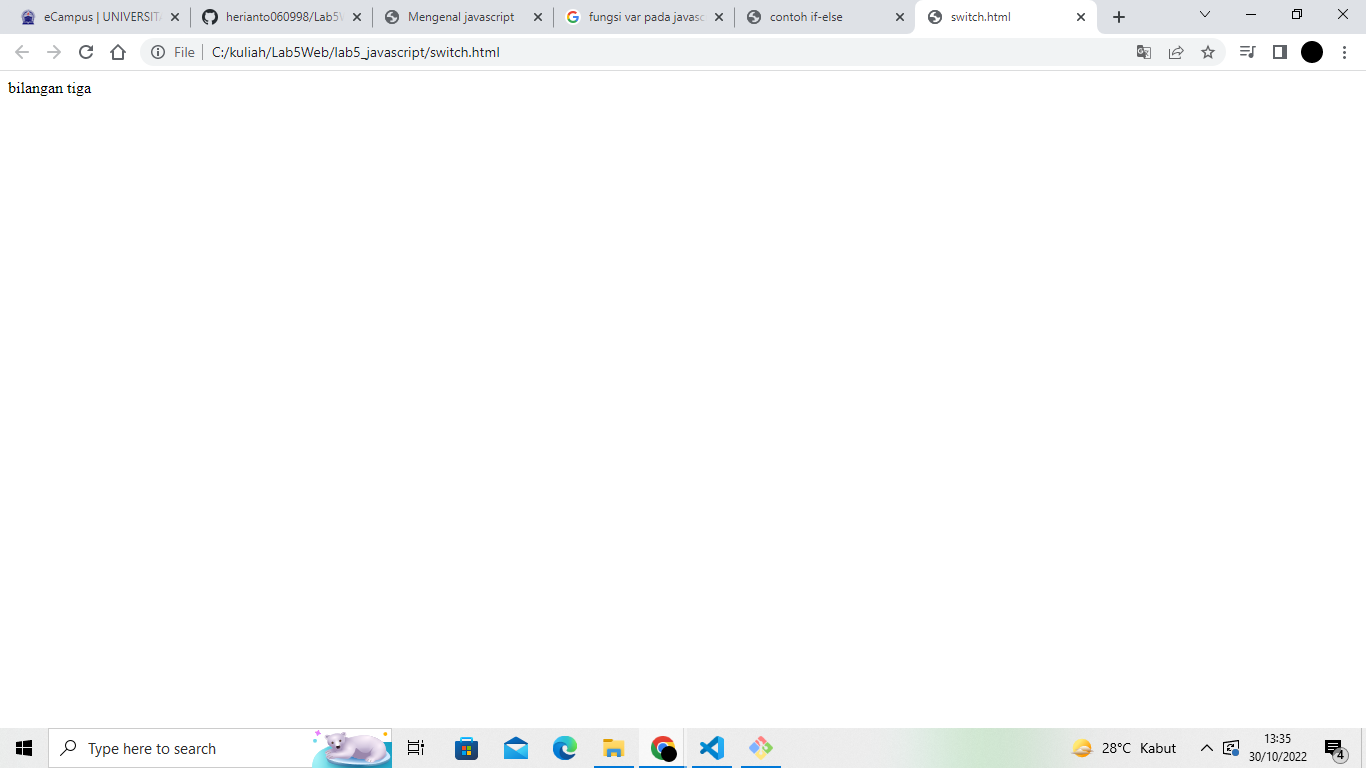 eCampus | UNIVERSITA
herianto060998/Lab5W
Mengenal javascript
fungsi var pada javasc
contoh if-else
switch.html
File
C:/kuliah/Lab5Web/lab5_javascript/switch.html
bilangan tiga
Type here to search
28°C Kabut
13:35
30/10/2022
4